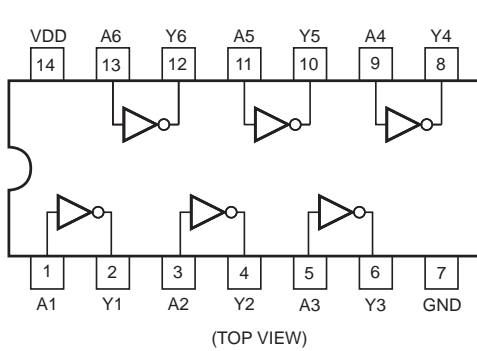 VDD A6 Y6 A5 Y5 A4 Y4
14 13 12 11 10 9 8
1 2 3 4 5 6 7
A1 Y1 A2 Y2 A3 Y3 GND
(TOP VIEW)